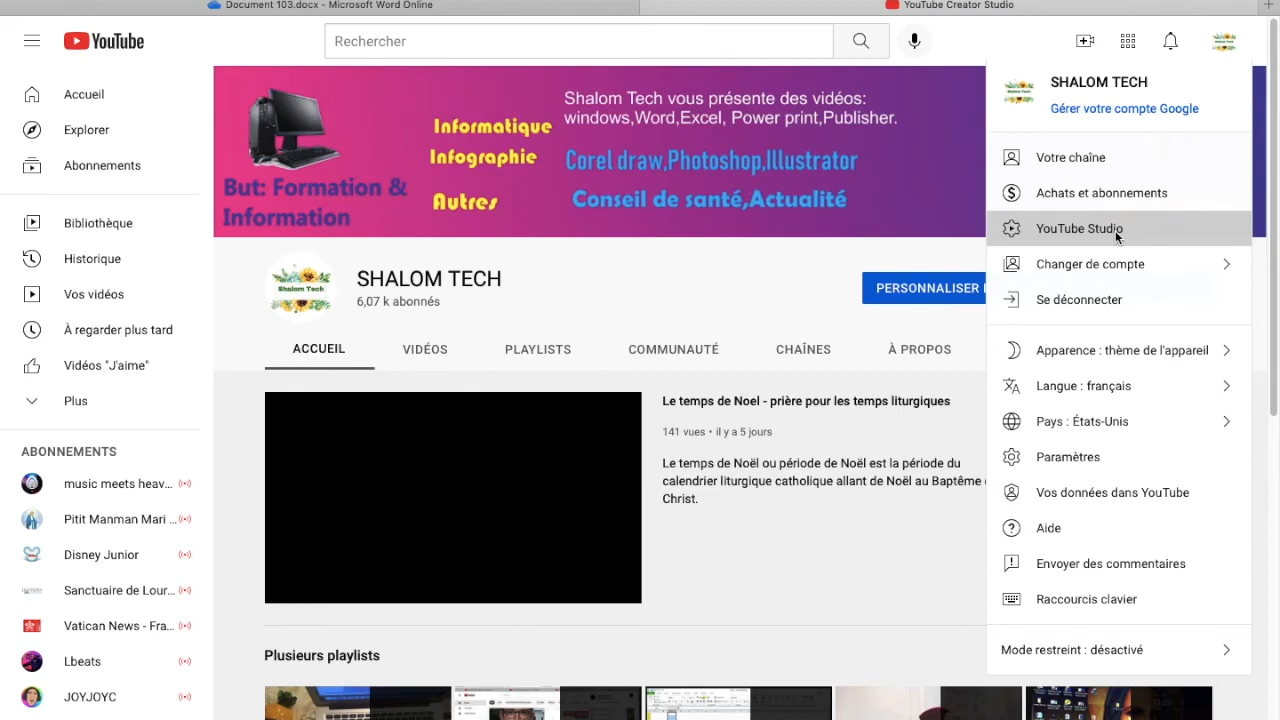 Document 103.docx - Microsoft Word Online
YouTube Creator Studio
YouTube
Rechercher
Accueil
Explorer
Abonnements
Bibliothèque
Historique
Vos vidéos
À regarder plus tard
Vidéos "J'aime"
Plus
ABONNEMENTS
music meets heav...
Pitit Manman Mari ...
Disney Junior
Sanctuaire de Lour...
Vatican News - Fra...
Lbeats
JOYJOYC
Informatique
Infographie
Autres
But: Formation &
Information
Shalom Tech vous présente des vidéos:
windows,Word,Excel, Power print,Publisher.
Corel draw,Photoshop,Illustrator
Conseil de santé,Actualité
Shalom Tech
SHALOM TECH
6,07 k abonnés
PERSONNALISER
ACCUEIL
VIDÉOS
PLAYLISTS
COMMUNAUTÉ
CHAÎNES
À PROPOS
Le temps de Noel - prière pour les temps liturgiques
141 vues • il y a 5 jours
Le temps de Noël ou période de Noël est la période du
calendrier liturgique catholique allant de Noël au Baptême
Christ.
Plusieurs playlists
SHALOM TECH
Gérer votre compte Google
Votre chaîne
Achats et abonnements
YouTube Studio
Changer de compte
Se déconnecter
Apparence : thème de l'appareil
Langue : français
Pays : États-Unis
Paramètres
Vos données dans YouTube
Aide
Envoyer des commentaires
Raccourcis clavier
Mode restreint : désactivé